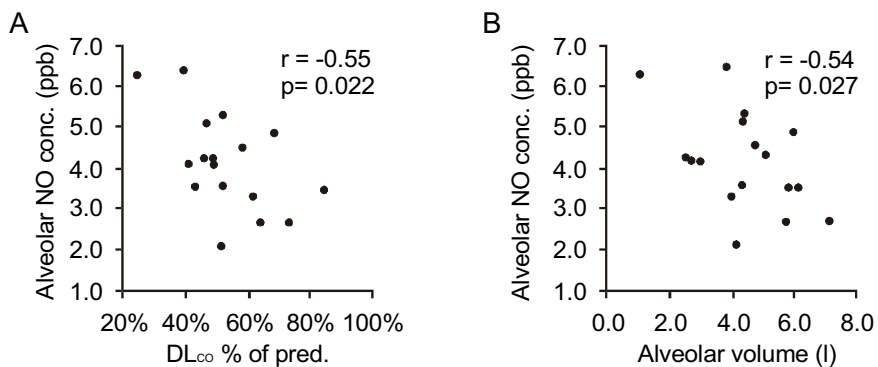 A
Alveolar NO conc. (ppb)
7.0
6.0
5.0
4.0
3.0
2.0
1.0
r = -0.55
p= 0.022
20% 40% 60% 80% 100%
DLco % of pred.
B
Alveolar NO conc. (ppb)
7.0
6.0
5.0
4.0
3.0
2.0
1.0
r = -0.54
p= 0.027
0.0 2.0 4.0 6.0 8.0
Alveolar volume (l)